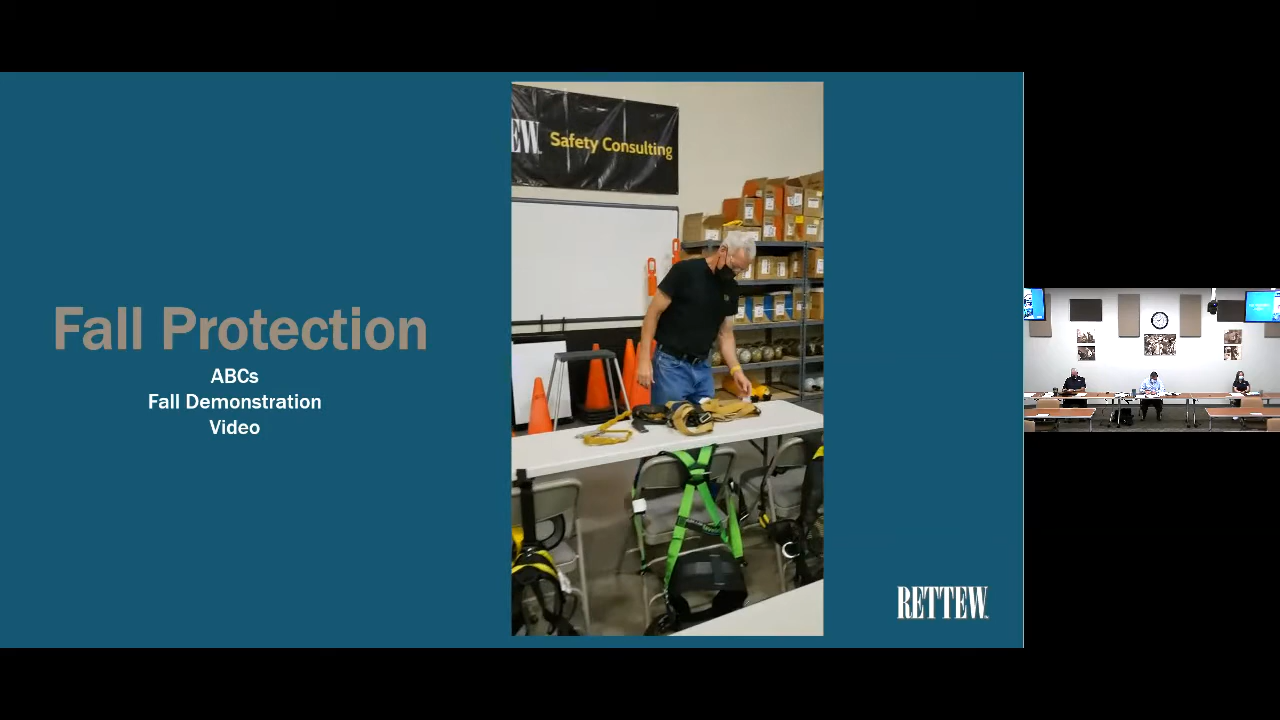 Fall Protection
ABCs
Fall Demonstration
Video
EW
Safety Consulting
RETTEW